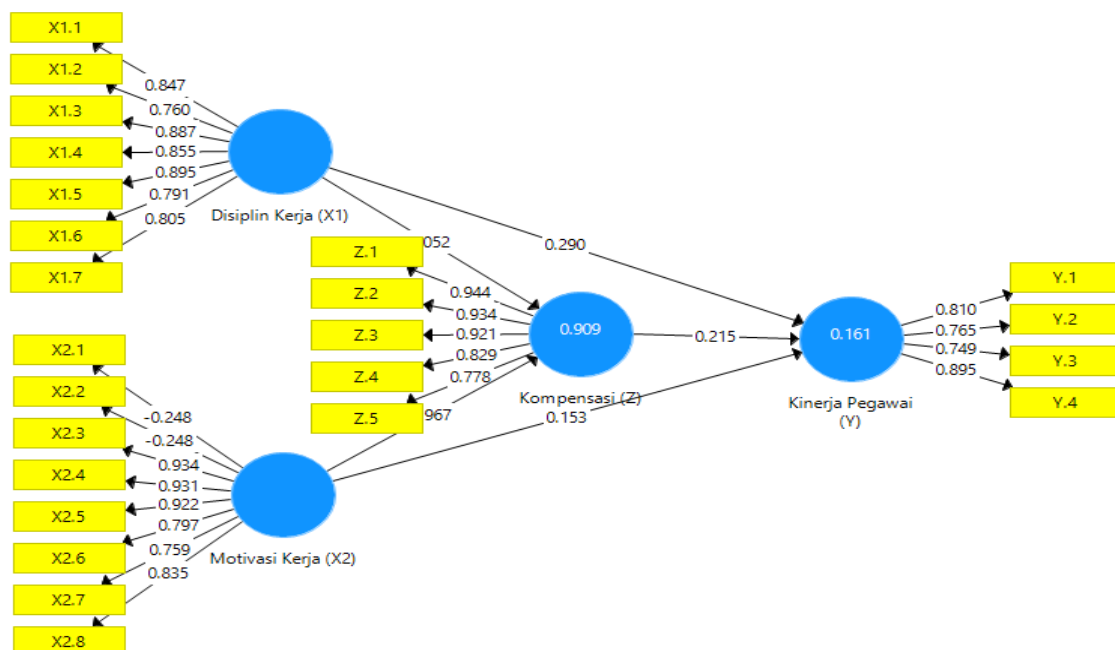 X1.1
X1.2
X1.3
X1.4
X1.5
X1.6
X1.7
0.847
0.760
0.887
0.855
0.895
0.791
0.805
Disiplin Kerja (X1)
052
0.290
Z.1
Z.2
Z.3
Z.4
Z.5
0.944
0.934
0.921
0.829
0.778
967
0.909
Kompensasi (Z)
0.215
0.153
0.161
Kinerja Pegawai
(Y)
0.810
0.765
0.749
0.895
Y.1
Y.2
Y.3
Y.4
X2.1
X2.2
X2.3
X2.4
X2.5
X2.6
X2.7
X2.8
-0.248
-0.248
0.934
0.931
0.922
0.797
0.759
0.835
Motivasi Kerja (X2)